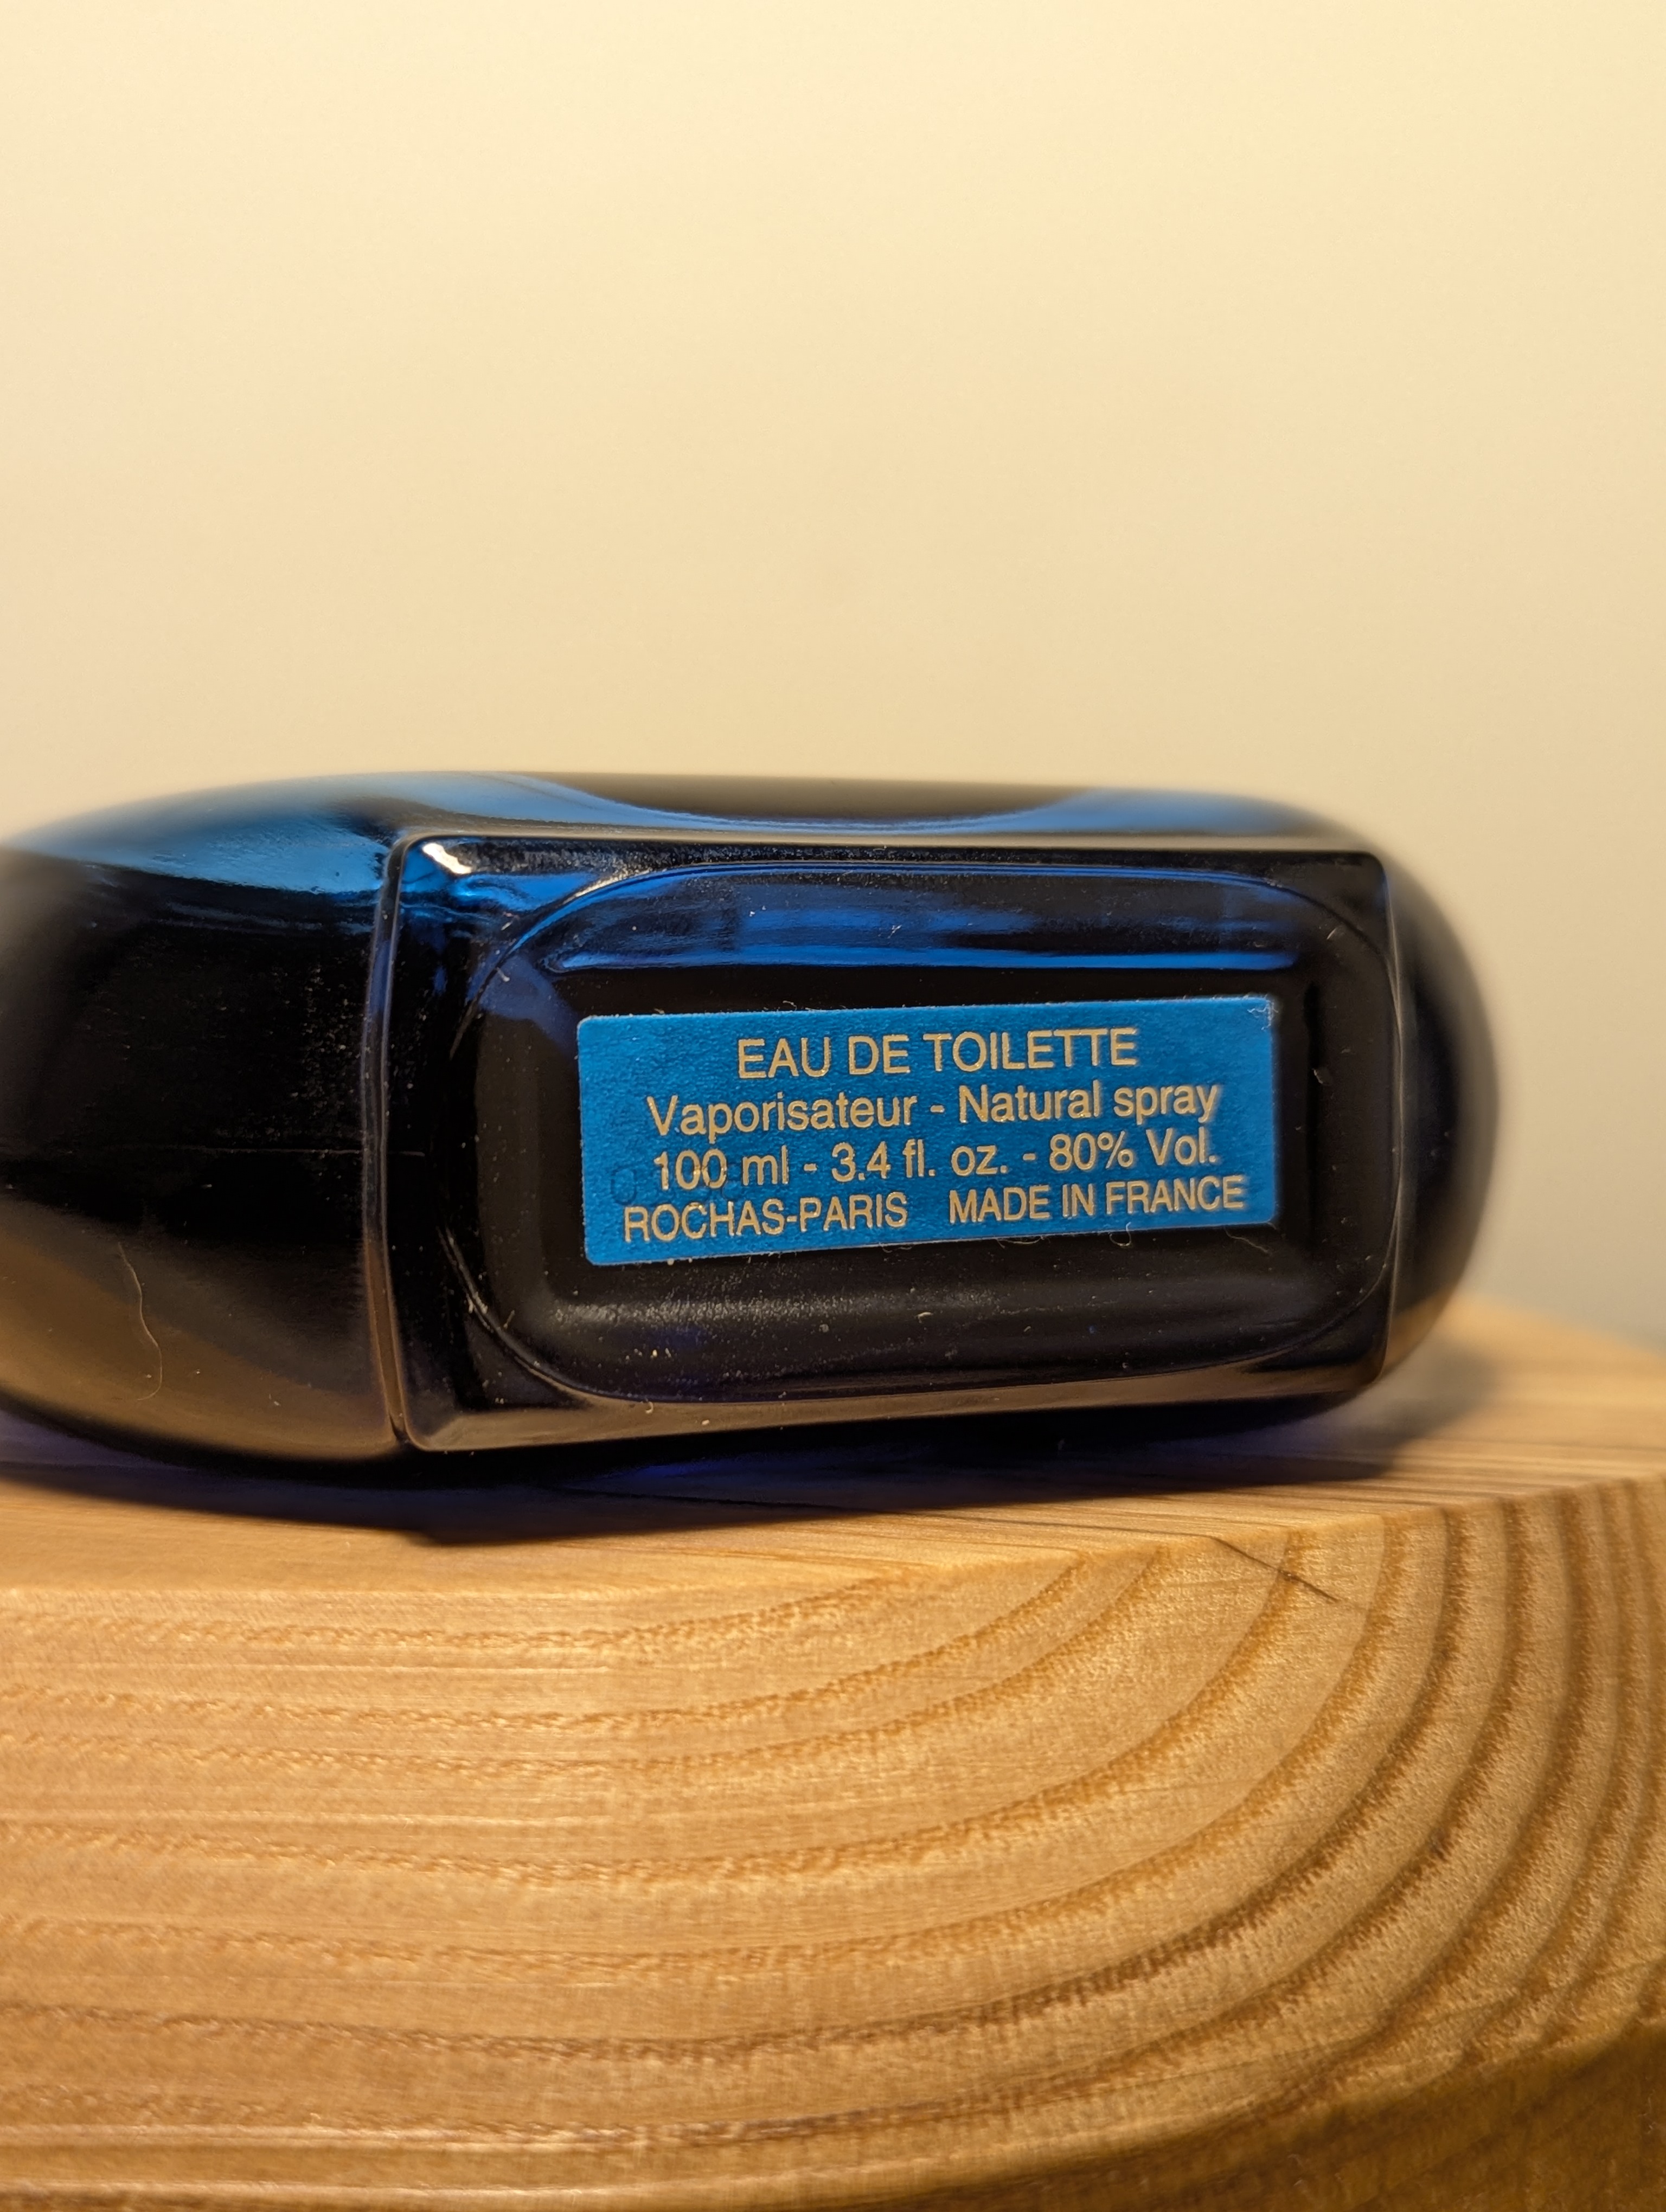 EAU DE TOILETTE
Vaporisateur - Natural spray
100 ml - 3.4 fl. oz. - 80% Vol.
ROCHAS-PARIS MADE IN FRANCE